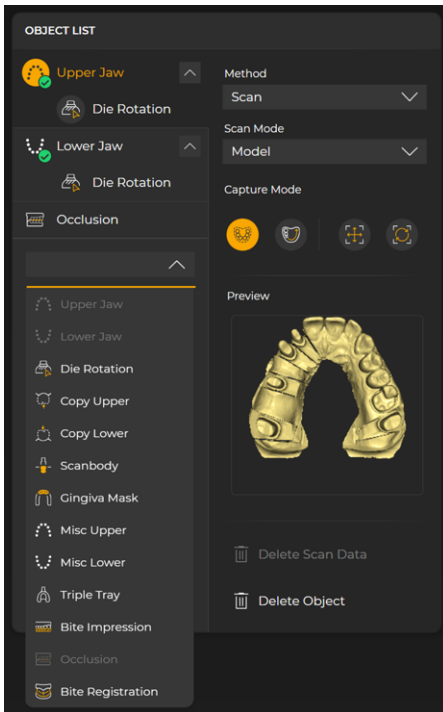 OBJECT LIST
Upper Jaw
Die Rotation
Lower Jaw
Die Rotation
Occlusion
Upper Jaw
Lower Jaw
Die Rotation
Copy Upper
Copy Lower
Scanbody
Gingiva Mask
Misc Upper
Misc Lower
Triple Tray
Bite Impression
Occlusion
Bite Registration
Method
Scan
Scan Mode
Model
Capture Mode
Preview
Delete Scan Data
Delete Object